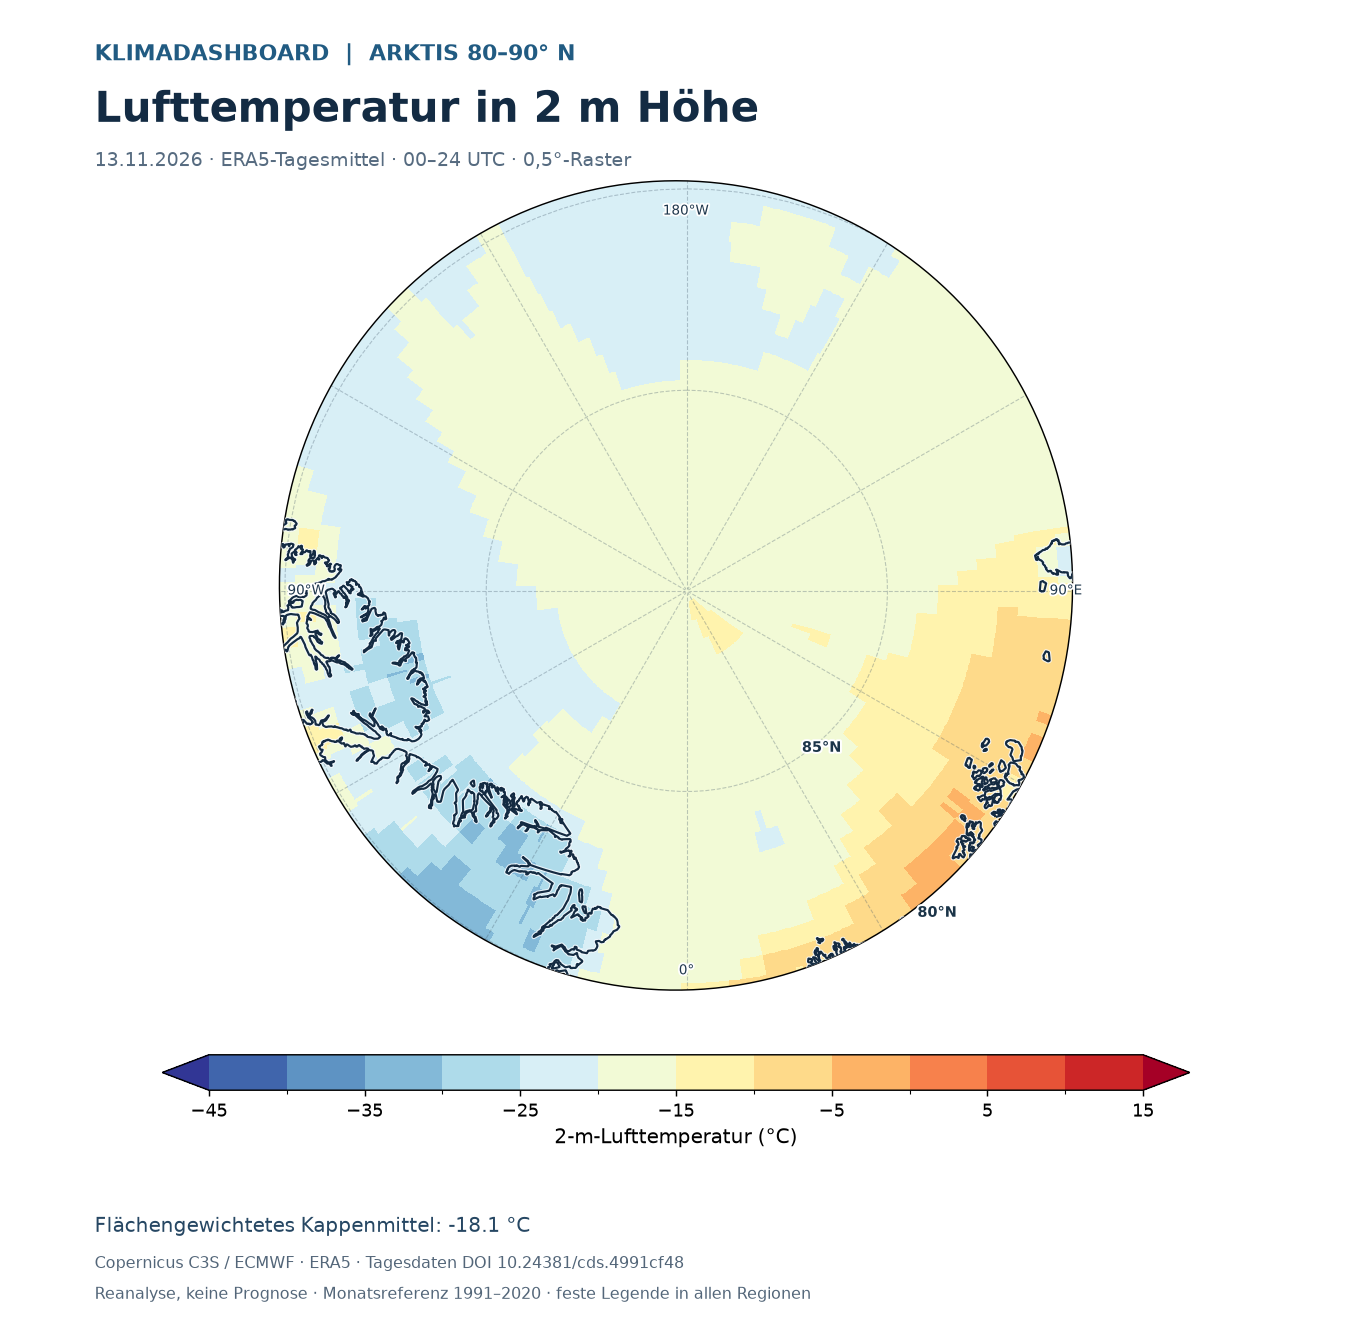 KLIMADASHBOARD | ARKTIS 80–90° N
Lufttemperatur in 2 m Höhe
13.11.2026 · ERA5-Tagesmittel · 00–24 UTC · 0,5°-Raster
180°W
90°W
90°E
85°N
80°N
0°
−45 −35 −25 −15 −5 5 15
2-m-Lufttemperatur (°C)
Flächengewichtetes Kappenmittel: -18.1 °C
Copernicus C3S / ECMWF · ERA5 · Tagesdaten DOI 10.24381/cds.4991cf48
Reanalyse, keine Prognose · Monatsreferenz 1991–2020 · feste Legende in allen Regionen